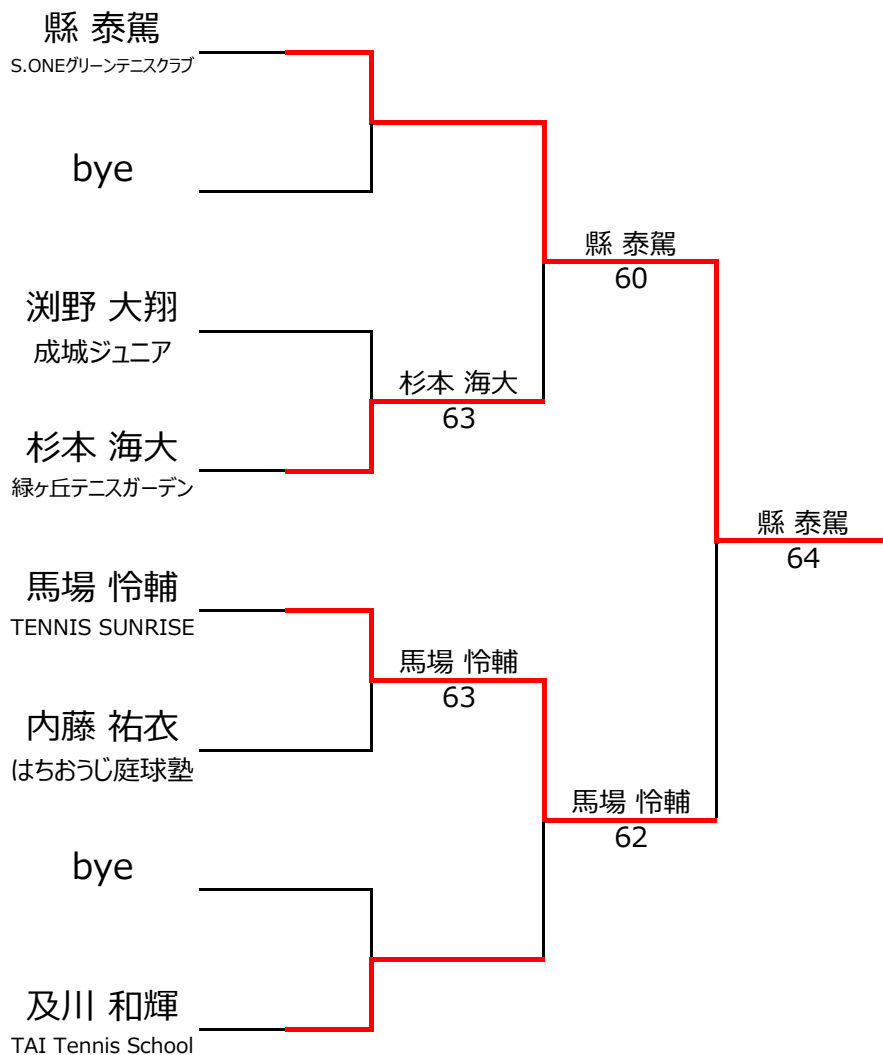 縣 泰駕
S.ONEグリーンテニスクラブ
bye
渕野 大翔
成城ジュニア
杉本 海大
緑ヶ丘テニスガーデン
馬場 怜輔
TENNIS SUNRISE
内藤 祐衣
はちおうじ庭球塾
bye
及川 和輝
TAI Tennis School
杉本 海大
63
馬場 怜輔
63
縣 泰駕
60
馬場 怜輔
62
縣 泰駕
64